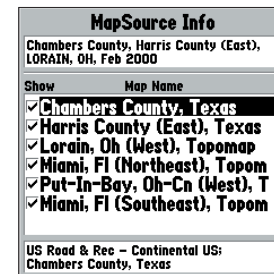 MapSource Info
Chambers County, Harris County (East),
LORAIN, OH, Feb 2000
Show Map Name
Chambers County, Texas
Harris County (East), Texas
Lorain, Oh (West), Topomap
Miami, Fl (Northeast), Topom
Put-In-Bay, Oh-Cn (West), T
Miami, Fl (Southeast), Topom
US Road & Rec – Continental US;
Chambers County, Texas